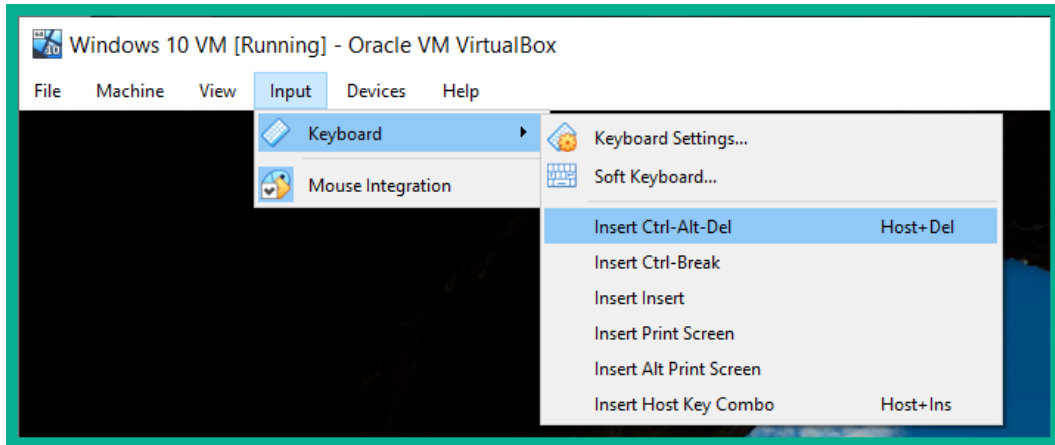 Windows 10 VM [Running] - Oracle VM VirtualBox
File Machine View Input Devices Help
Keyboard
Mouse Integration
Keyboard Settings...
Soft Keyboard...
Insert Ctrl-Alt-Del Host+Del
Insert Ctrl-Break
Insert Insert
Insert Print Screen
Insert Alt Print Screen
Insert Host Key Combo Host+Ins